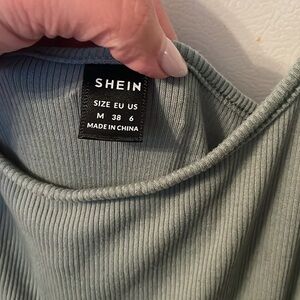 SHEIN
SIZE EU US
M 38 6
MADE IN CHINA